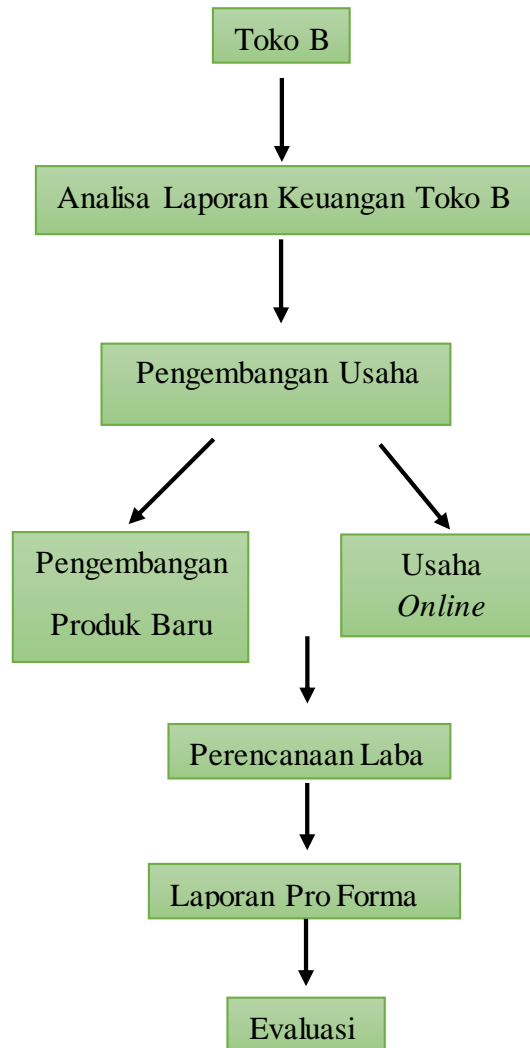 Toko B
Analisa Laporan Keuangan Toko B
Pengembangan Usaha
Pengembangan
Produk Baru
Usaha
Online
Perencanaan Laba
Laporan Pro Forma
Evaluasi